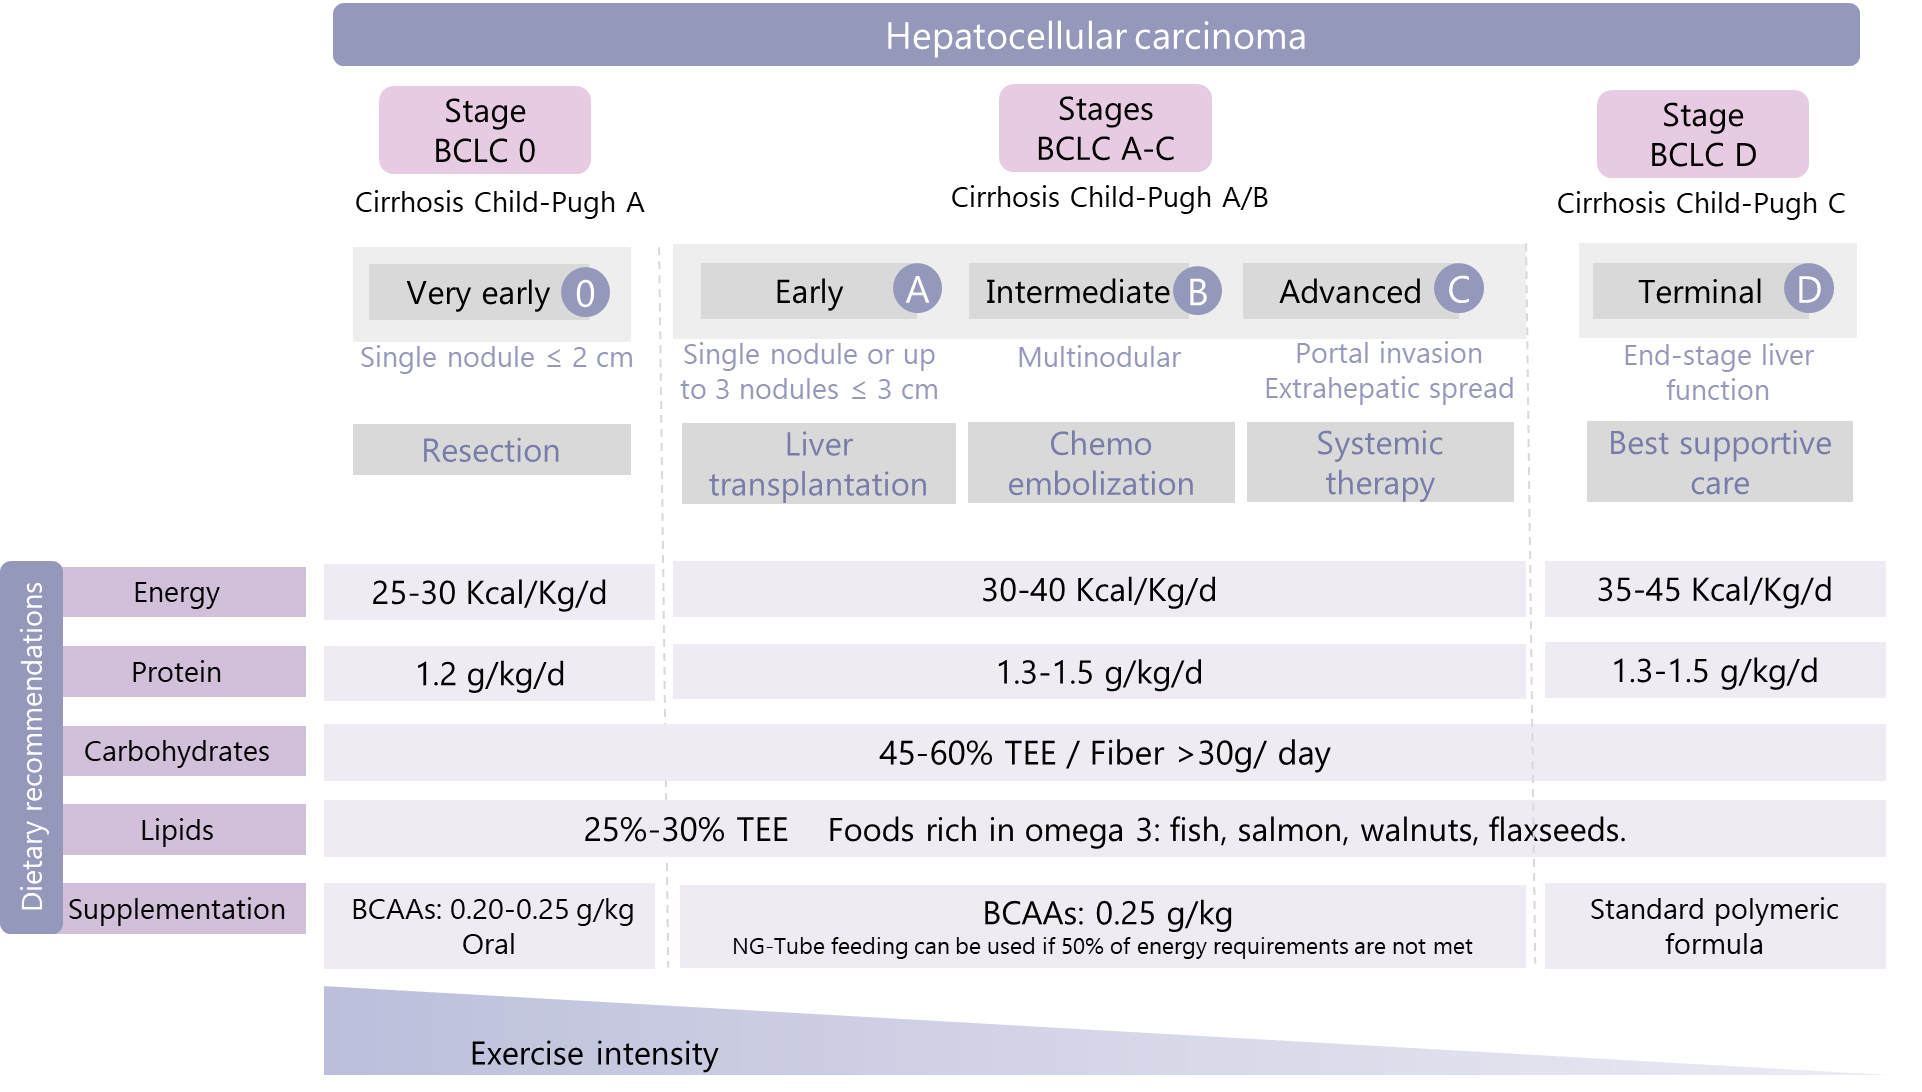 Hepatocellular carcinoma
Stage
BCLC 0
Cirrhosis Child-Pugh A
Stages
BCLC A-C
Cirrhosis Child-Pugh A/B
Stage
BCLC D
Cirrhosis Child-Pugh C
Very early 0
Single nodule ≤ 2 cm
Resection
Early A
Single nodule or up
to 3 nodules ≤ 3 cm
Liver
transplantation
Intermediate B
Multinodular
Chemo
embolization
Advanced C
Portal invasion
Extrahepatic spread
Systemic
therapy
Terminal D
End-stage liver
function
Best supportive
care
Dietary recommendations
Energy
25-30 Kcal/Kg/d
30-40 Kcal/Kg/d
35-45 Kcal/Kg/d
Protein
1.2 g/kg/d
1.3-1.5 g/kg/d
1.3-1.5 g/kg/d
Carbohydrates
45-60% TEE / Fiber >30g/ day
Lipids
25%-30% TEE Foods rich in omega 3: fish, salmon, walnuts, flaxseeds.
Supplementation
BCAAs: 0.20-0.25 g/kg
Oral
BCAAs: 0.25 g/kg
NG-Tube feeding can be used if 50% of energy requirements are not met
Standard polymeric
formula
Exercise intensity